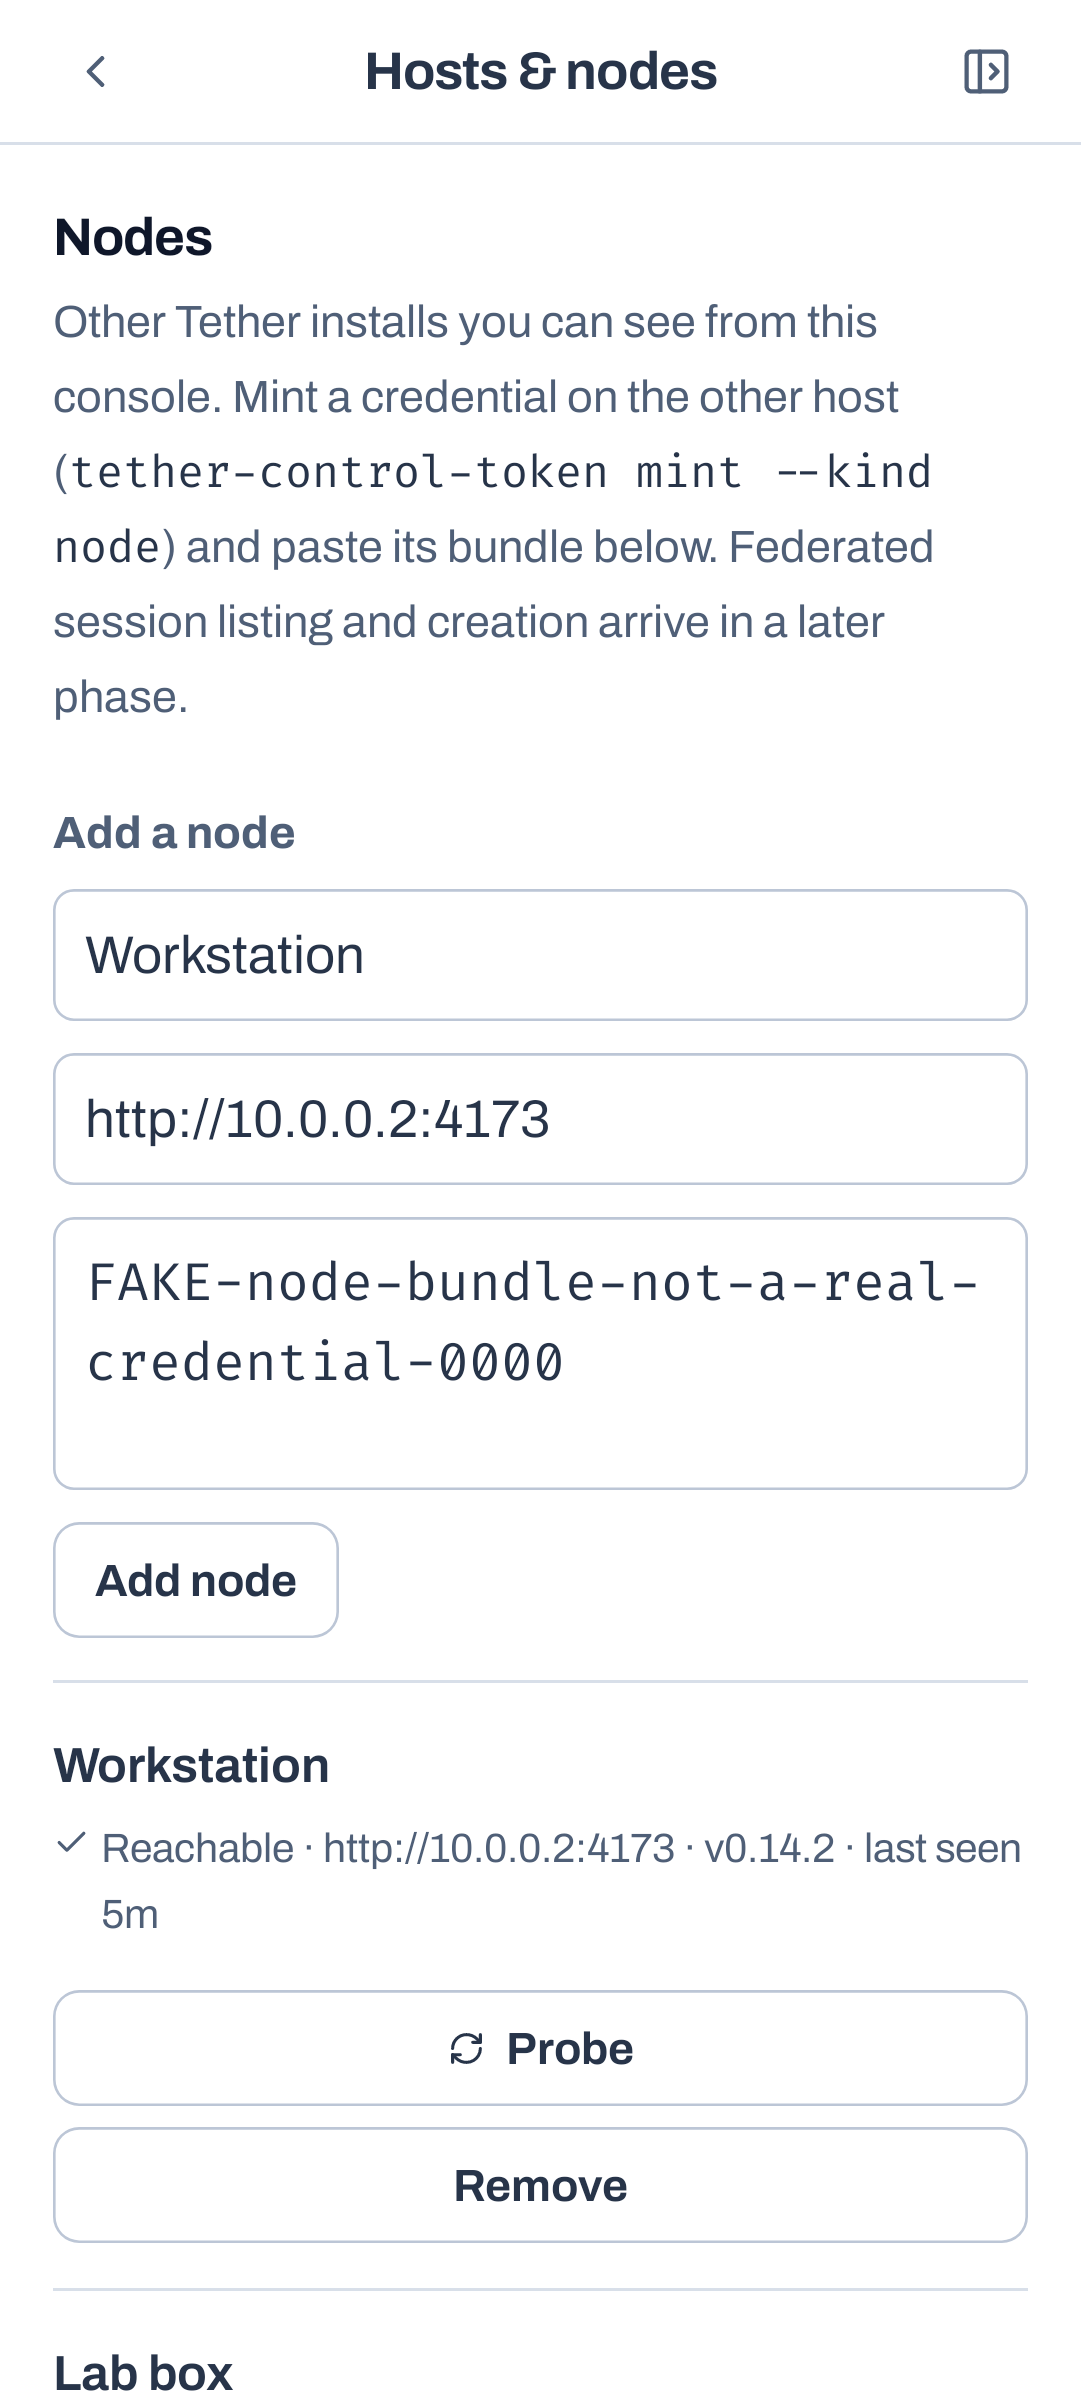 Hosts & nodes
Nodes
Other Tether installs you can see from this
console. Mint a credential on the other host
(tether-control-token mint --kind
node) and paste its bundle below. Federated
session listing and creation arrive in a later
phase.
Add a node
Workstation
http://10.0.0.2:4173
FAKE-node-bundle-not-a-real-
credential-0000
Add node
Workstation
Reachable · http://10.0.0.2:4173 · v0.14.2 · last seen
5m
Probe
Remove
Lab box